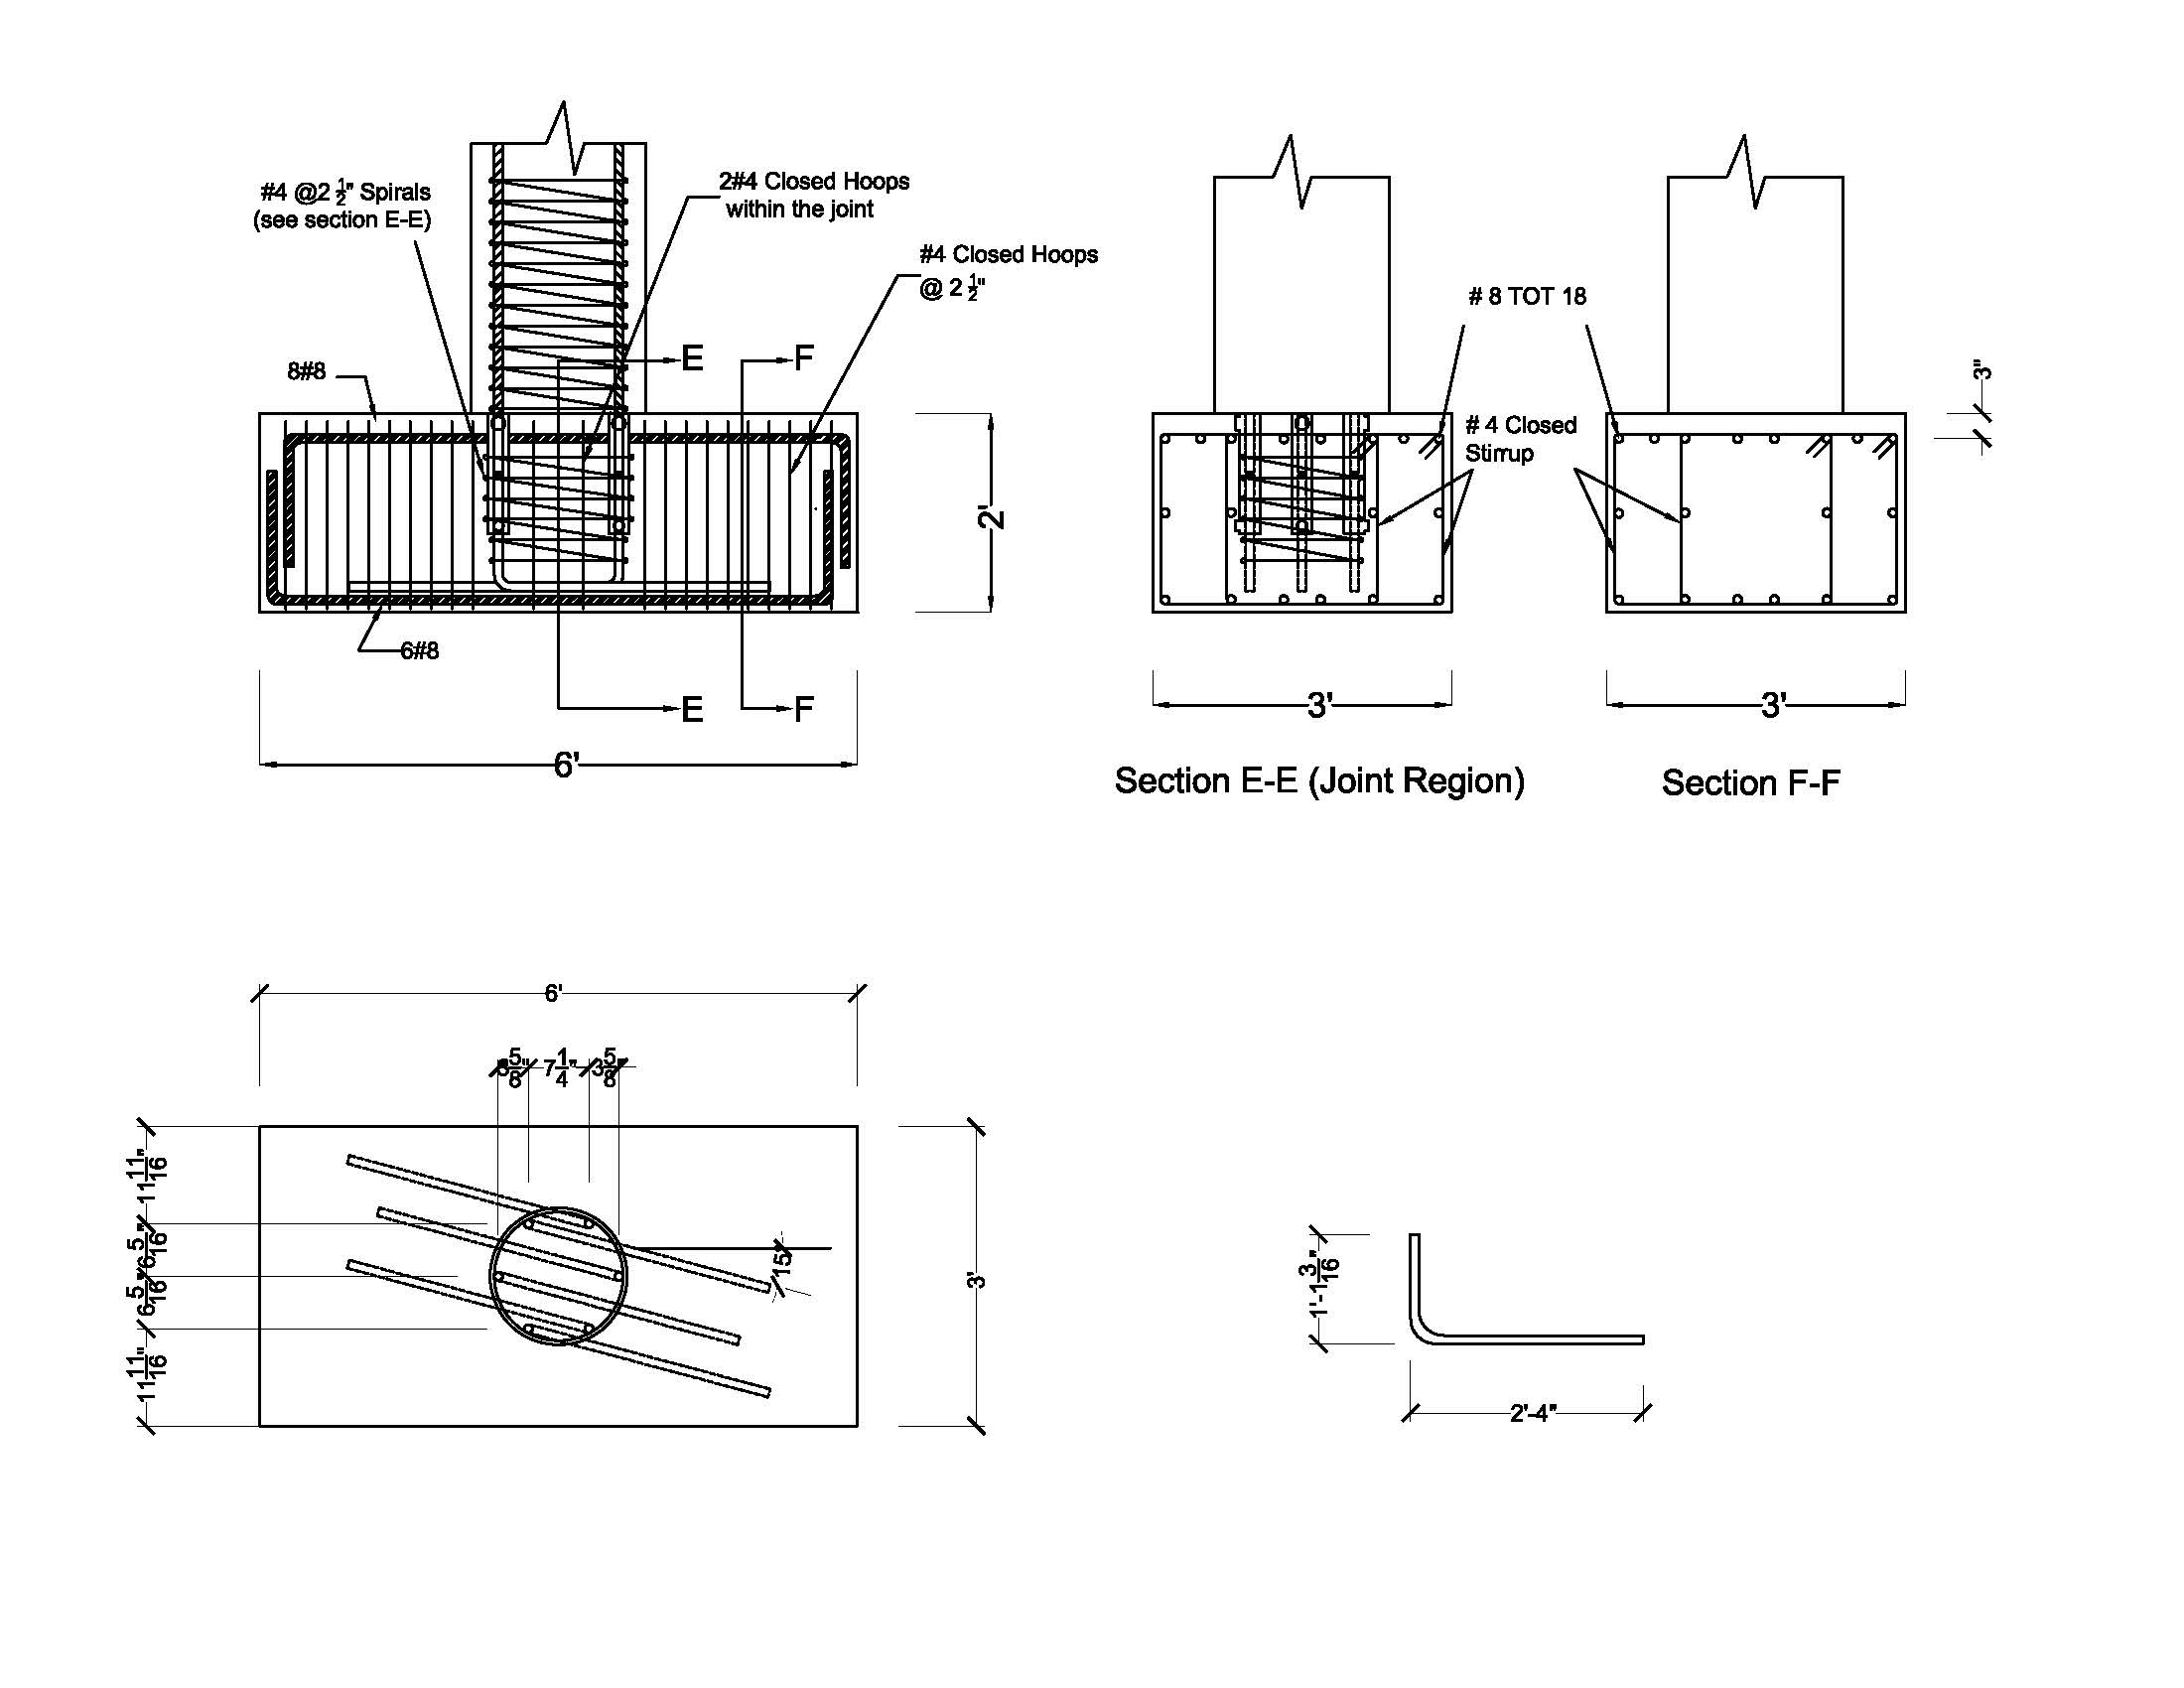 #4 @2 1/2" Spirals
(see section E-E)
2#4 Closed Hoops
within the joint
#4 Closed Hoops
@ 2 1/2"
8#8
E
F
2'
6#8
E
F
6'
# 8 TOT 18
3"
# 4 Closed
Stirrup
3'
3'
Section E-E (Joint Region)
Section F-F
6'
3 5/8"
7 1/4"
3 5/8"
11 11/16"
6 5/16"
6 5/16"
11 11/16"
15°
3'
1'-1 3/16"
2'-4"